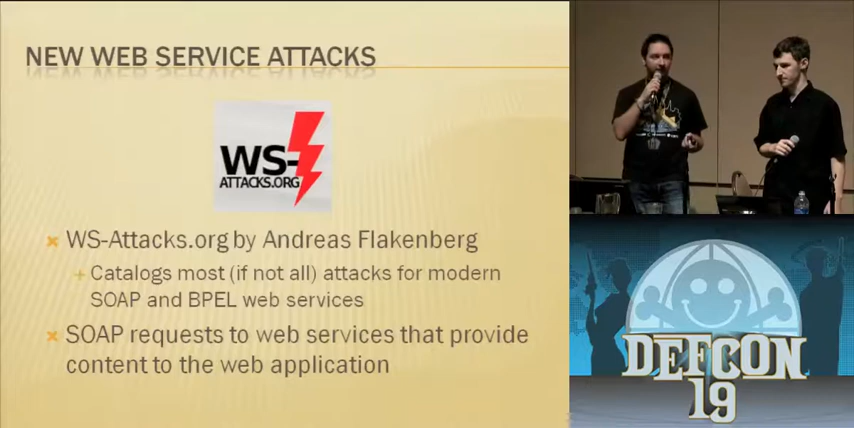 NEW WEB SERVICE ATTACKS
WS-
ATTACKS.ORG
WS-Attacks.org by Andreas Flakenberg
Catalogs most (if not all) attacks for modern
SOAP and BPEL web services
SOAP requests to web services that provide
content to the web application
DEFCON
19